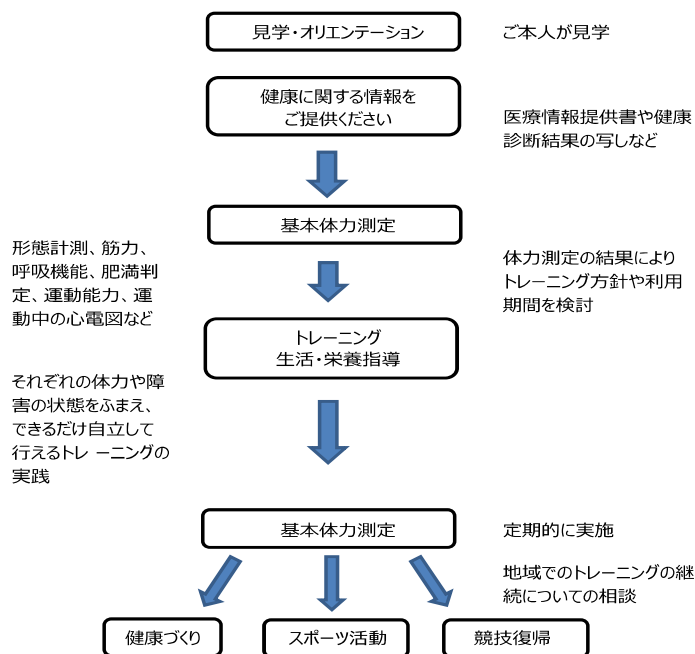 見学・オリエンテーション
ご本人が見学
健康に関する情報を
ご提供ください
医療情報提供書や健康
診断結果の写しなど
基本体力測定
形態計測、筋力、
呼吸機能、肥満判
定、運動能力、運
動中の心電図など
体力測定の結果により
トレーニング方針や利用
期間を検討
トレーニング
生活・栄養指導
それぞれの体力や障
害の状態をふまえ、
できるだけ自立して
行えるトレ ーニングの
実践
基本体力測定
定期的に実施
地域でのトレーニングの継
続についての相談
健康づくり
スポーツ活動
競技復帰